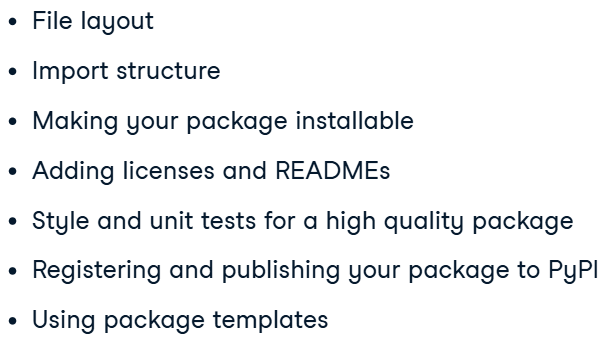 • File layout
• Import structure
• Making your package installable
• Adding licenses and READMEs
• Style and unit tests for a high quality package
• Registering and publishing your package to PyPI
• Using package templates